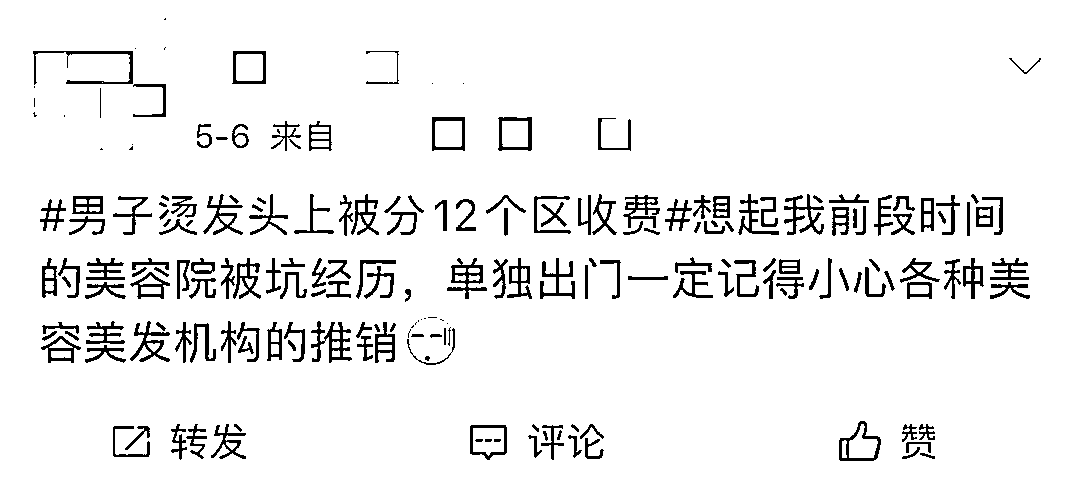 5-6 来自
#男子烫发头上被分12个区收费#想起我前段时间
的美容院被坑经历，单独出门一定记得小心各种美
容美发机构的推销
转发 评论 赞